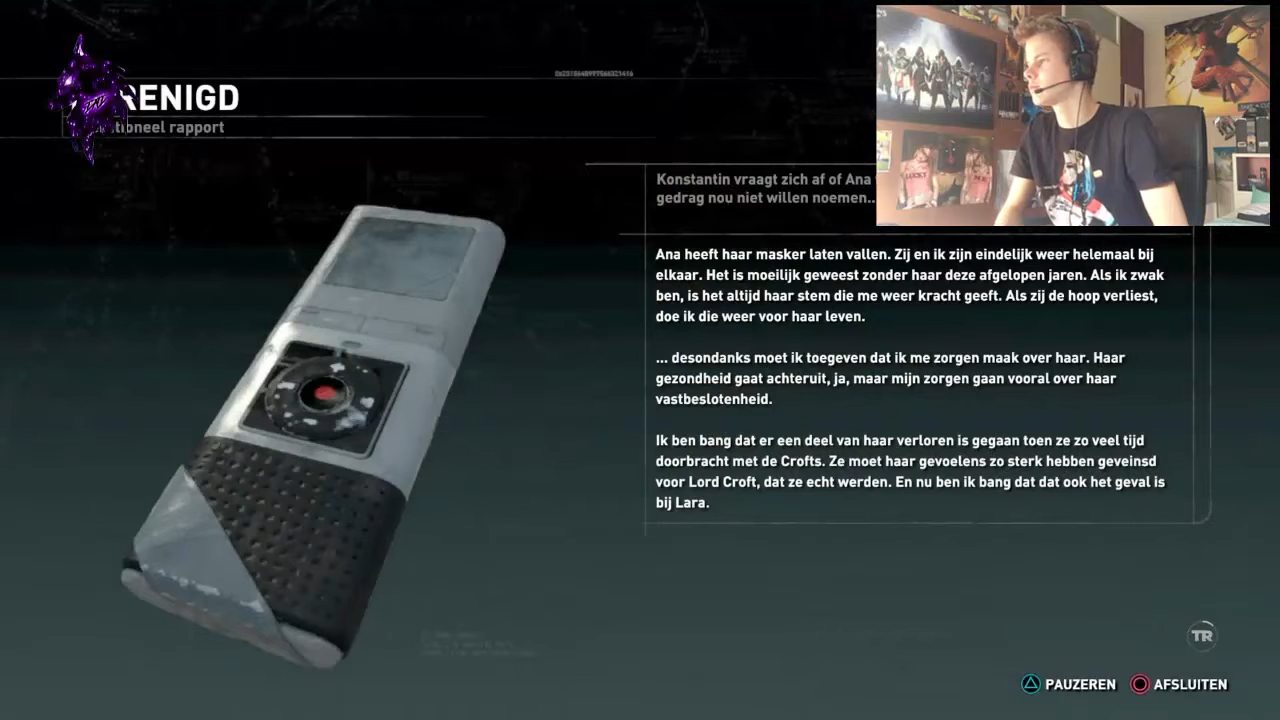 RENIGD
tioneel rapport
Konstantin vraagt zich af of Ana
gedrag nou niet willen noemen..
Ana heeft haar masker laten vallen. Zij en ik zijn eindelijk weer helemaal bij
elkaar. Het is moeilijk geweest zonder haar deze afgelopen jaren. Als ik zwak
ben, is het altijd haar stem die me weer kracht geeft. Als zij de hoop verliest,
doe ik die weer voor haar leven.
... desondanks moet ik toegeven dat ik me zorgen maak over haar. Haar
gezondheid gaat achteruit, ja, maar mijn zorgen gaan vooral over haar
vastbeslotenheid.
Ik ben bang dat er een deel van haar verloren is gegaan toen ze zo veel tijd
doorbracht met de Crofts. Ze moet haar gevoelens zo sterk hebben geveinsd
voor Lord Croft, dat ze echt werden. En nu ben ik bang dat dat ook het geval is
bij Lara.
TR
PAUZEREN AFSLUITEN